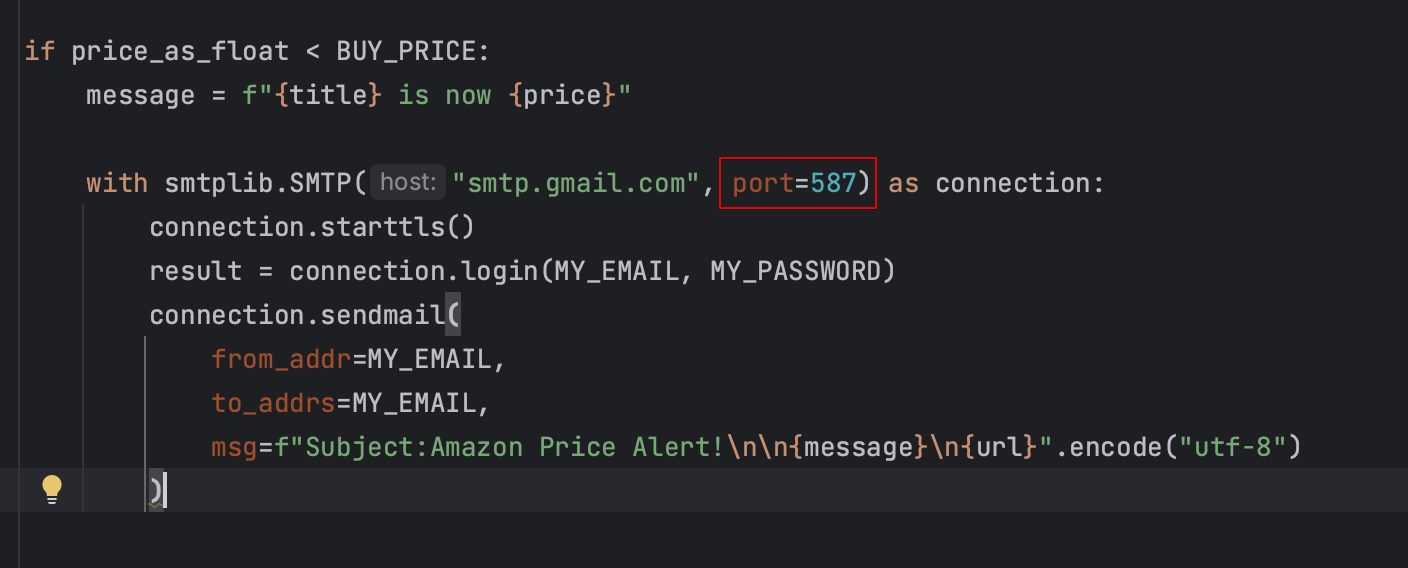 if price_as_float < BUY_PRICE:
    message = f"{title} is now {price}"
    with smtplib.SMTP( host: "smtp.gmail.com", port=587) as connection:
        connection.starttls()
        result = connection.login(MY_EMAIL, MY_PASSWORD)
        connection.sendmail(
            from_addr=MY_EMAIL,
            to_addrs=MY_EMAIL,
            msg=f"Subject:Amazon Price Alert!\n\n{message}\n{url}".encode("utf-8")
        )